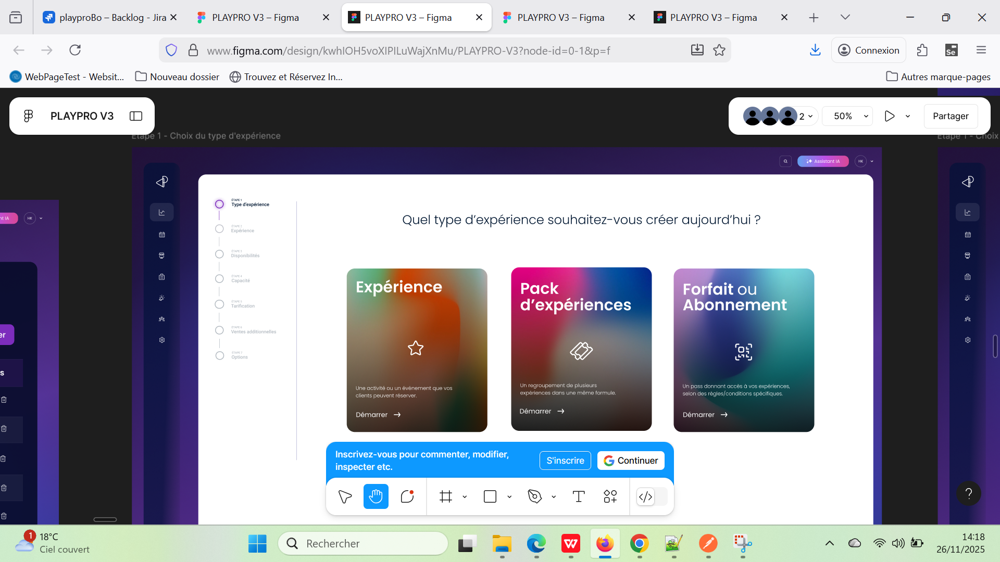 playproBo – Backlog - Jira
PLAYPRO V3 – Figma
PLAYPRO V3 – Figma
PLAYPRO V3 – Figma
PLAYPRO V3 – Figma
www.figma.com/design/kwhIOH5voXIPILuWajXnMu/PLAYPRO-V3?node-id=0-1&p=f
Connexion
Se
WebPageTest - Websit...
Nouveau dossier
Trouvez et Réservez In...
Autres marque-pages
PLAYPRO V3
2
50%
Partager
Etape 1 - Choix du type d'expérience
Etape 1 - Choix
Assistant IA
HK
nt IA
HK
ÉTAPE 1
Type d'expérience
ÉTAPE 2
Expérience
ÉTAPE 3
Disponibilités
ÉTAPE 4
Capacité
ÉTAPE 5
Tarification
ÉTAPE 6
Ventes additionnelles
ÉTAPE 7
Options
Quel type d’expérience souhaitez-vous créer aujourd’hui ?
Expérience
Une activité ou un événement que vos
clients peuvent réserver.
Démarrer
Pack
d’expériences
Un regroupement de plusieurs
expériences dans une même formule.
Démarrer
Forfait ou
Abonnement
Un pass donnant accès à vos expériences,
selon des règles/conditions spécifiques.
Démarrer
er
s
Inscrivez-vous pour commenter, modifier,
inspecter etc.
S'inscrire
Continuer
?
1
18°C
Ciel couvert
Rechercher
14:18
26/11/2025